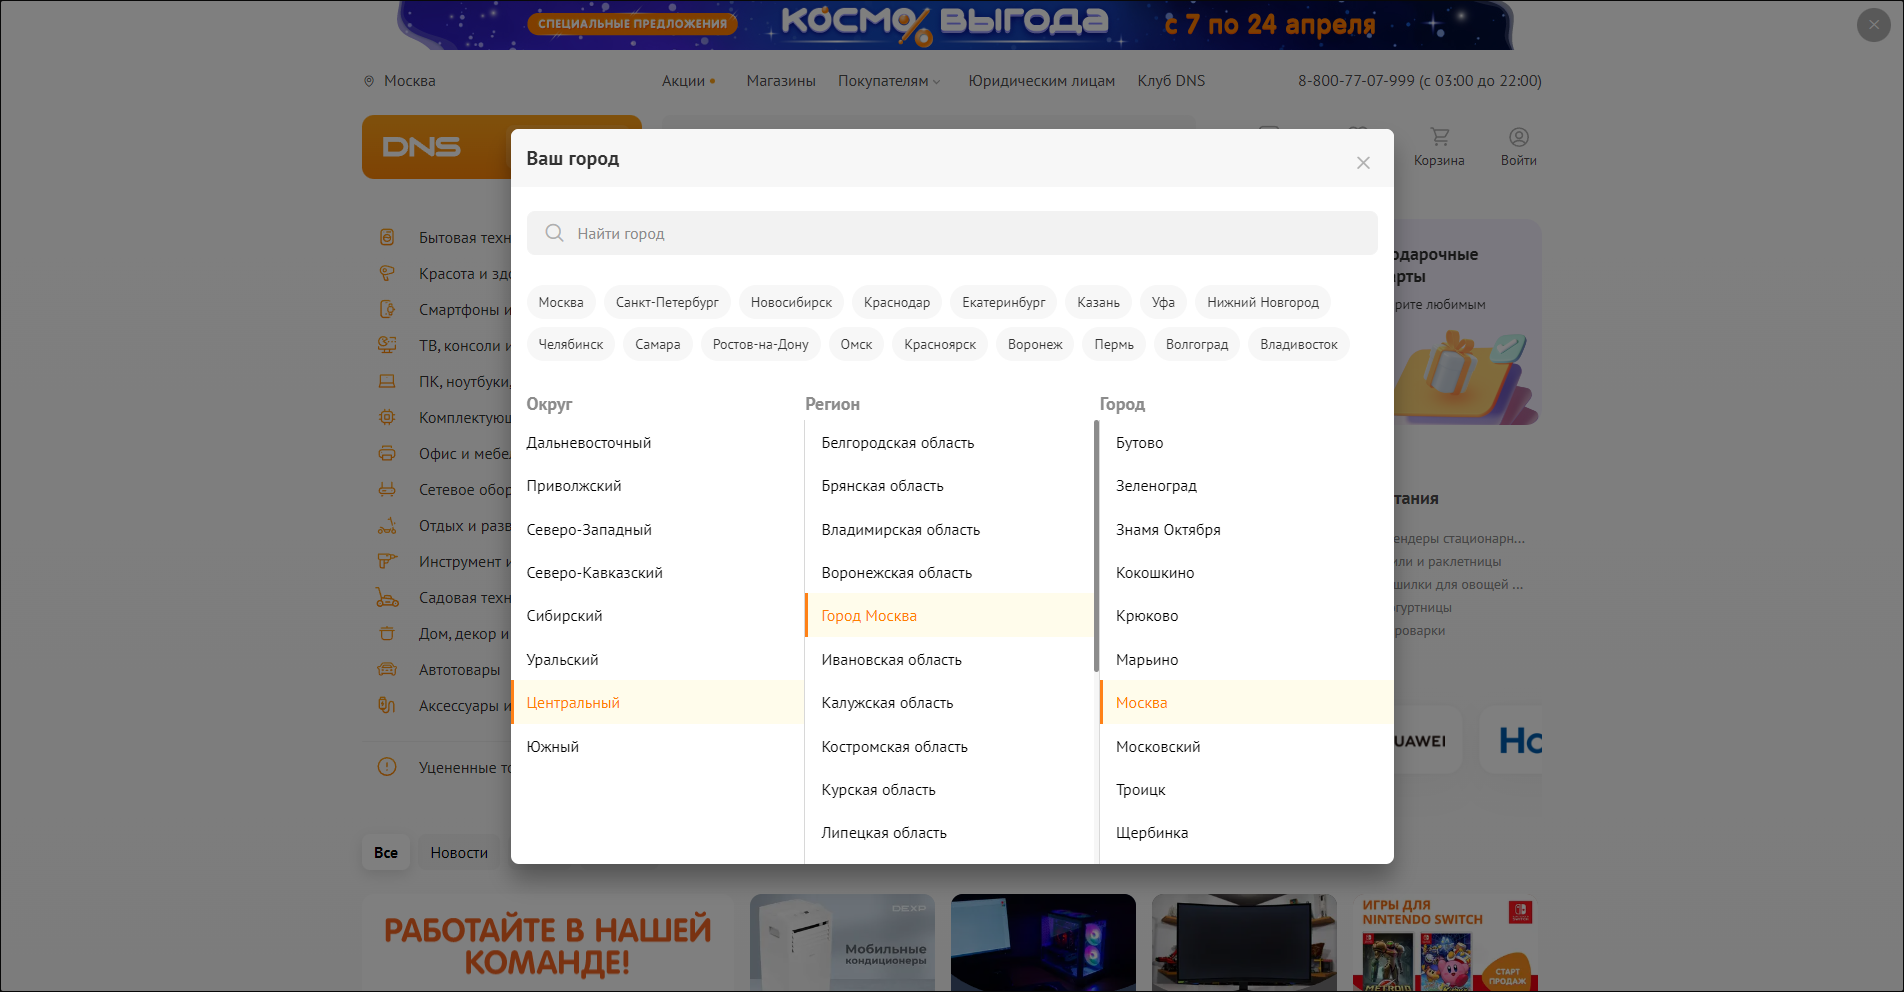 СПЕЦИАЛЬНЫЕ ПРЕДЛОЖЕНИЯ
КОСМО%ВЫГОДА
с 7 по 24 апреля
Москва
Акции
Магазины
Покупателям
Юридическим лицам
Клуб DNS
8-800-77-07-999 (с 03:00 до 22:00)
DNS
Корзина
Войти
Ваш город
Найти город
Москва
Санкт-Петербург
Новосибирск
Краснодар
Екатеринбург
Казань
Уфа
Нижний Новгород
Челябинск
Самара
Ростов-на-Дону
Омск
Красноярск
Воронеж
Пермь
Волгоград
Владивосток
Округ
Дальневосточный
Приволжский
Северо-Западный
Северо-Кавказский
Сибирский
Уральский
Центральный
Южный
Регион
Белгородская область
Брянская область
Владимирская область
Воронежская область
Город Москва
Ивановская область
Калужская область
Костромская область
Курская область
Липецкая область
Город
Бутово
Зеленоград
Знамя Октября
Кокошкино
Крюково
Марьино
Москва
Московский
Троицк
Щербинка
Бытовая техн
Красота и здо
Смартфоны и
ТВ, консоли и
ПК, ноутбуки,
Комплектующ
Офис и мебе
Сетевое обор
Отдых и разв
Инструмент и
Садовая техн
Дом, декор и
Автотовары
Аксессуары и
Уцененные то
одарочные
рты
рите любимым
тания
ендеры стационарн...
или и раклетницы
шилки для овощей ...
гуртницы
роварки
UAWEI
Все
Новости
РАБОТАЙТЕ В НАШЕЙ
КОМАНДЕ!
DEXP
Мобильные
кондиционеры
ИГРЫ ДЛЯ
NINTENDO SWITCH
METROID
Kirby
СТАРТ
ПРОДАЖ